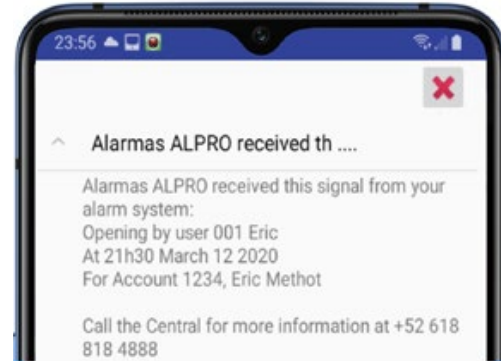 23:56
Alarmas ALPRO received th ....
Alarmas ALPRO received this signal from your
alarm system:
Opening by user 001 Eric
At 21h30 March 12 2020
For Account 1234, Eric Methot
Call the Central for more information at +52 618
818 4888